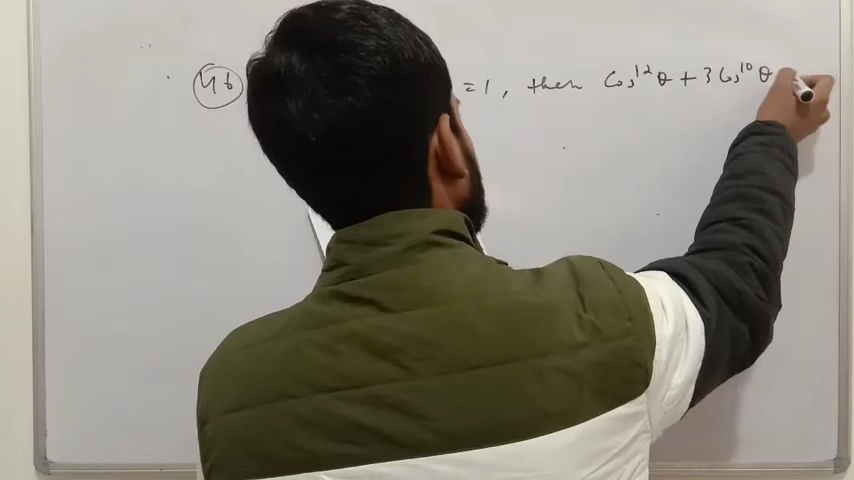 46 =1, then Cos¹²θ + 3Cos¹⁰θ